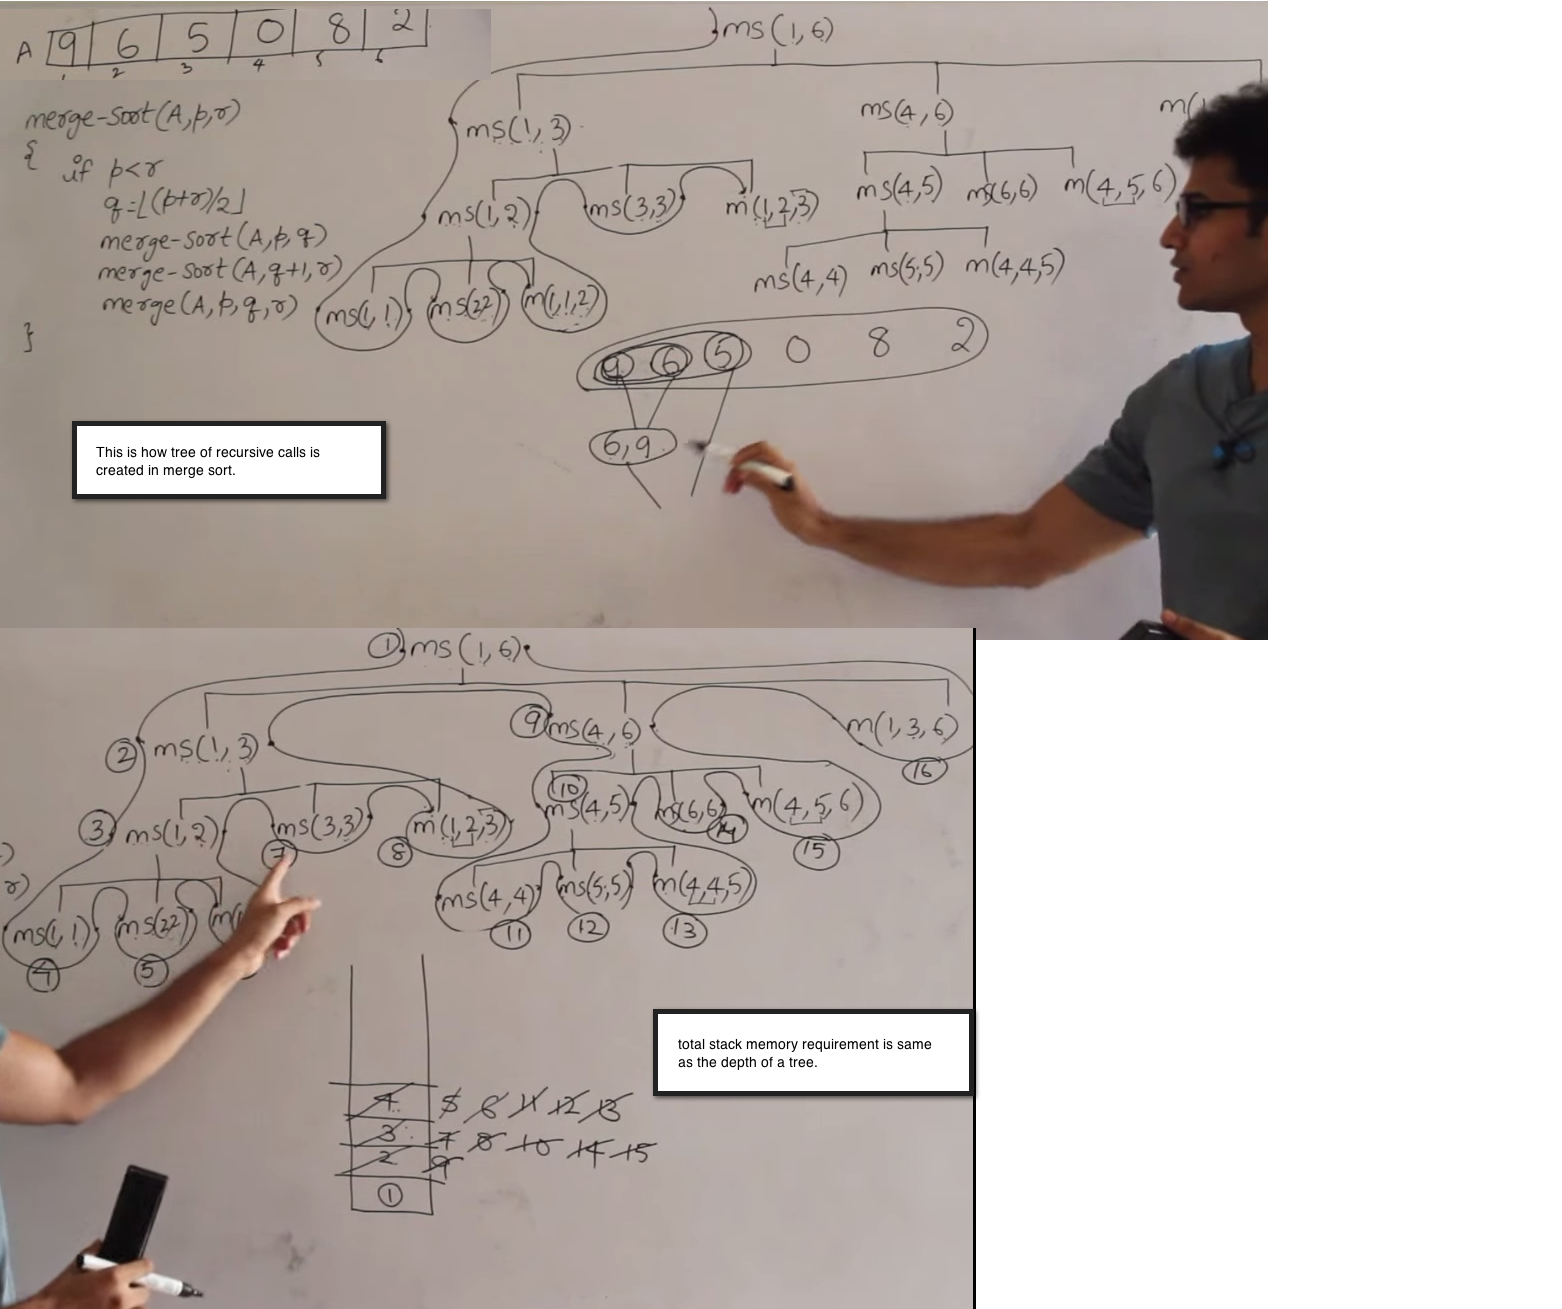 A 9 6 5 0 8 2
1 2 3 4 5 6
merge-sort(A,p,r)
{
if p<r
q=⌊(p+r)/2⌋
merge-sort(A,p,q)
merge-sort(A,q+1,r)
merge(A,p,q,r)
}
ms(1,6)
ms(1,3) ms(4,6) m(1
ms(1,2) ms(3,3) m(1,2,3) ms(4,5) ms(6,6) m(4,5,6)
ms(1,1) ms(2,2) m(1,1,2) ms(4,4) ms(5,5) m(4,4,5)
9 6 5 0 8 2
6,9
This is how tree of recursive calls is
created in merge sort.
① ms(1,6)
② ms(1,3) ⑨ ms(4,6) m(1,3,6)
⑯
③ ms(1,2) ms(3,3) m(1,2,3) ⑩ ms(4,5) ms(6,6) m(4,5,6)
⑦ ⑧ ⑭ ⑮
ms(1,1) ms(2,2) m( ms(4,4) ms(5,5) m(4,4,5)
④ ⑤ ⑪ ⑫ ⑬
)
r)
4 5 6 11 12 13
3 7 8 10 14 15
2 9
①
total stack memory requirement is same
as the depth of a tree.